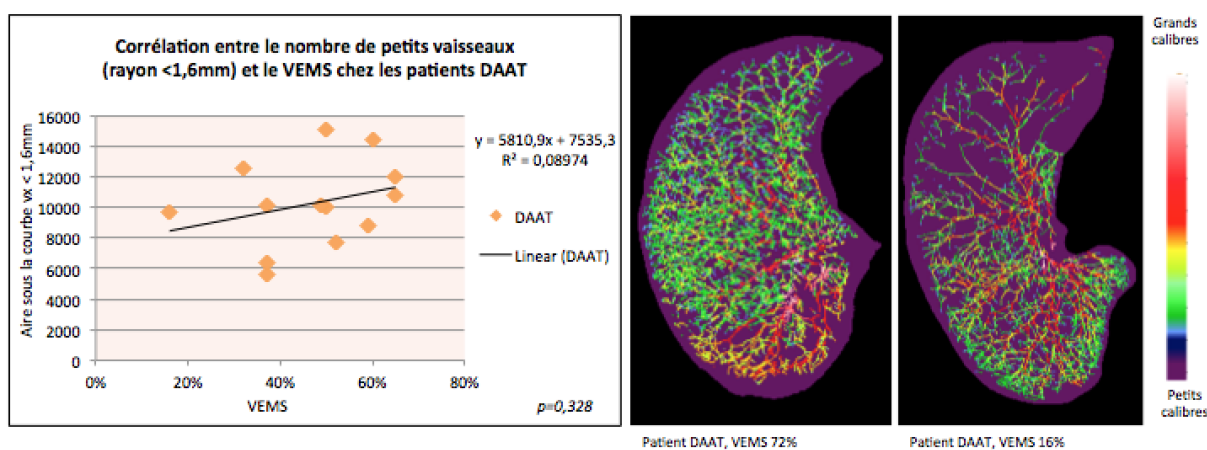 Corrélation entre le nombre de petits vaisseaux
(rayon <1,6mm) et le VEMS chez les patients DAAT
Aire sous la courbe vx < 1,6mm
16000
14000
12000
10000
8000
6000
4000
2000
0
0%
20%
40%
60%
80%
VEMS
y = 5810,9x + 7535,3
R² = 0,08974
DAAT
Linear (DAAT)
p=0,328
Patient DAAT, VEMS 72%
Patient DAAT, VEMS 16%
Grands
calibres
Petits
calibres